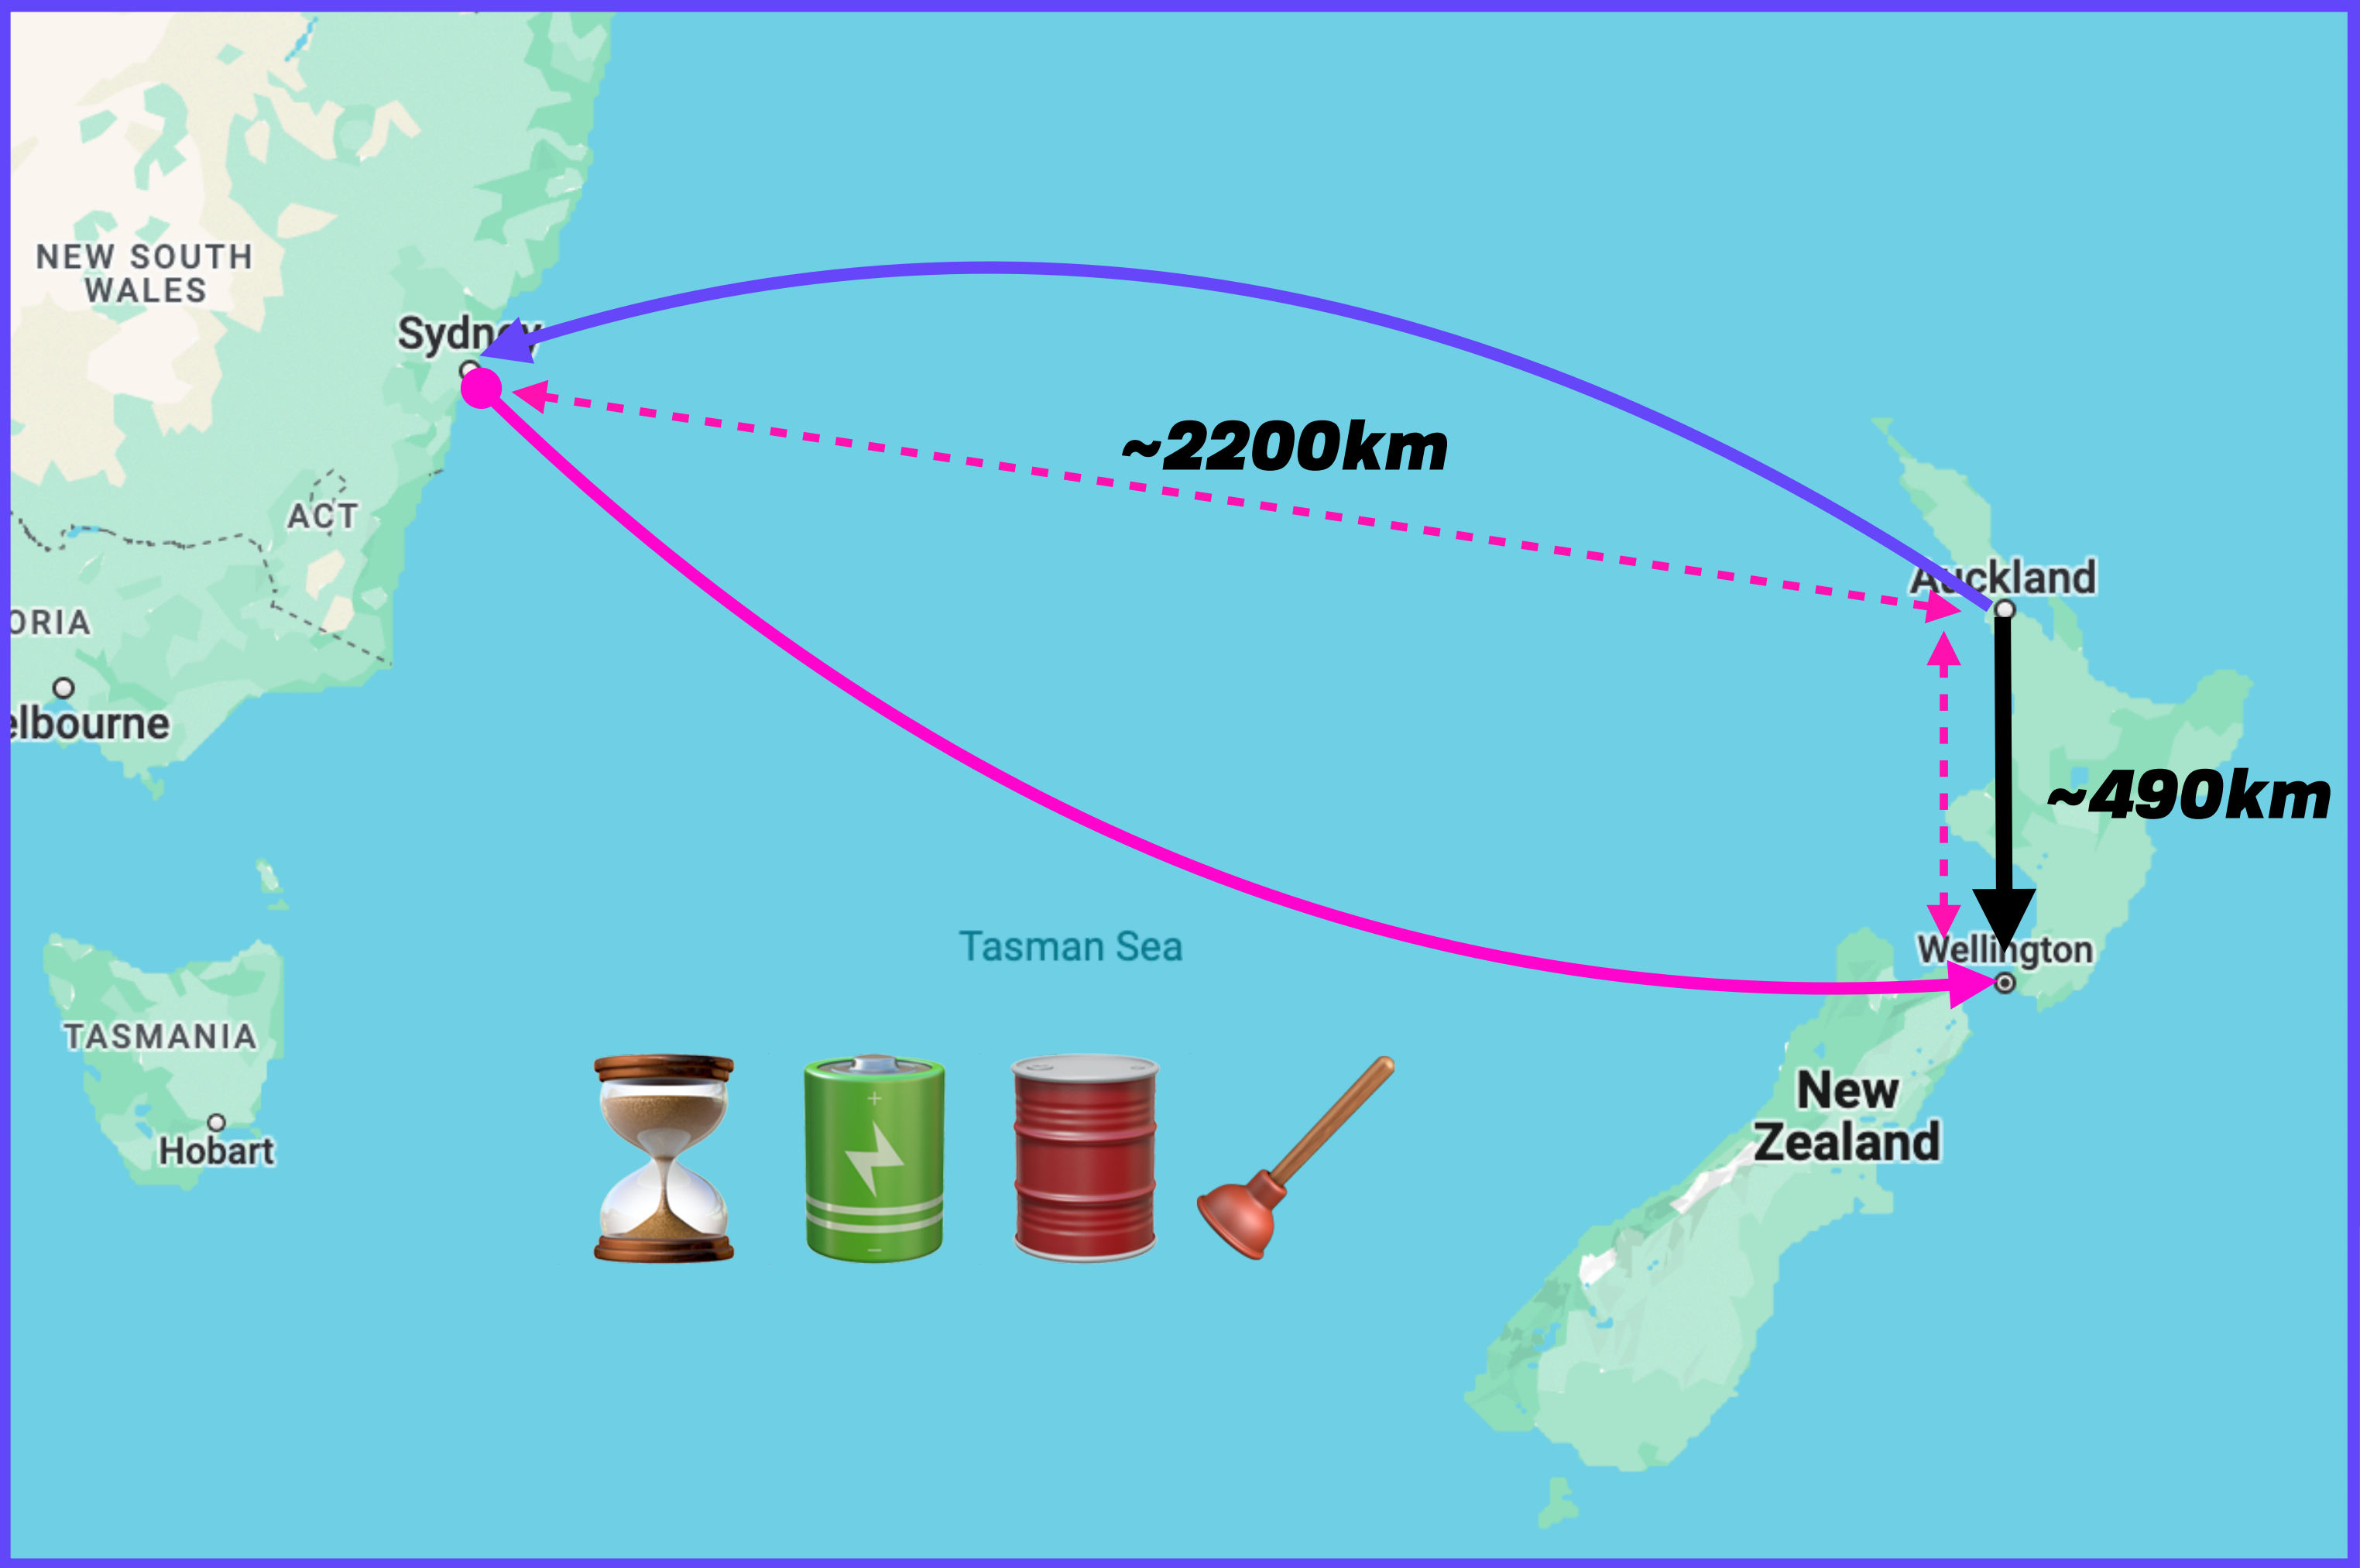 NEW SOUTH
WALES
Sydney
~2200km
ACT
Auckland
ORIA
elbourne
~490km
Tasman Sea
Wellington
TASMANIA
New
Zealand
Hobart
+
−